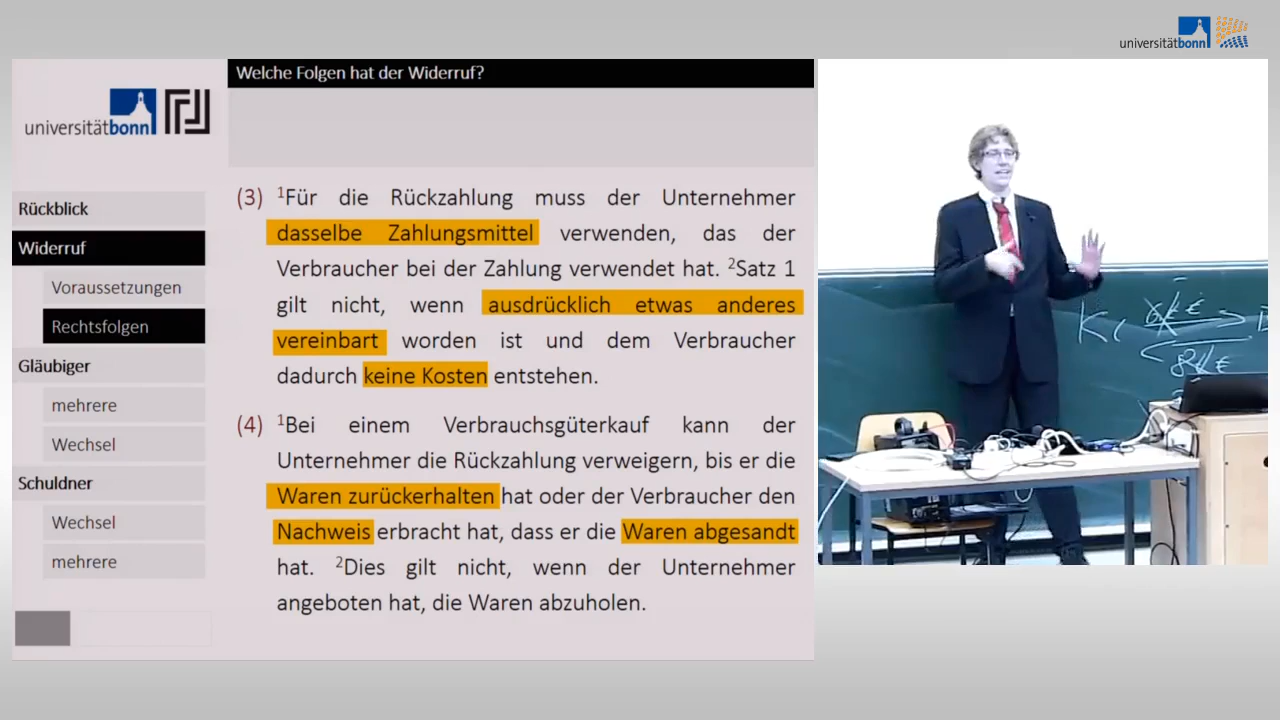 universitätbonn
Welche Folgen hat der Widerruf?
universitätbonn
Rückblick
Widerruf
Voraussetzungen
Rechtsfolgen
Gläubiger
mehrere
Wechsel
Schuldner
Wechsel
mehrere
(3) ¹Für die Rückzahlung muss der Unternehmer
dasselbe Zahlungsmittel verwenden, das der
Verbraucher bei der Zahlung verwendet hat. ²Satz 1
gilt nicht, wenn ausdrücklich etwas anderes
vereinbart worden ist und dem Verbraucher
dadurch keine Kosten entstehen.
(4) ¹Bei einem Verbrauchsgüterkauf kann der
Unternehmer die Rückzahlung verweigern, bis er die
Waren zurückerhalten hat oder der Verbraucher den
Nachweis erbracht hat, dass er die Waren abgesandt
hat. ²Dies gilt nicht, wenn der Unternehmer
angeboten hat, die Waren abzuholen.
K